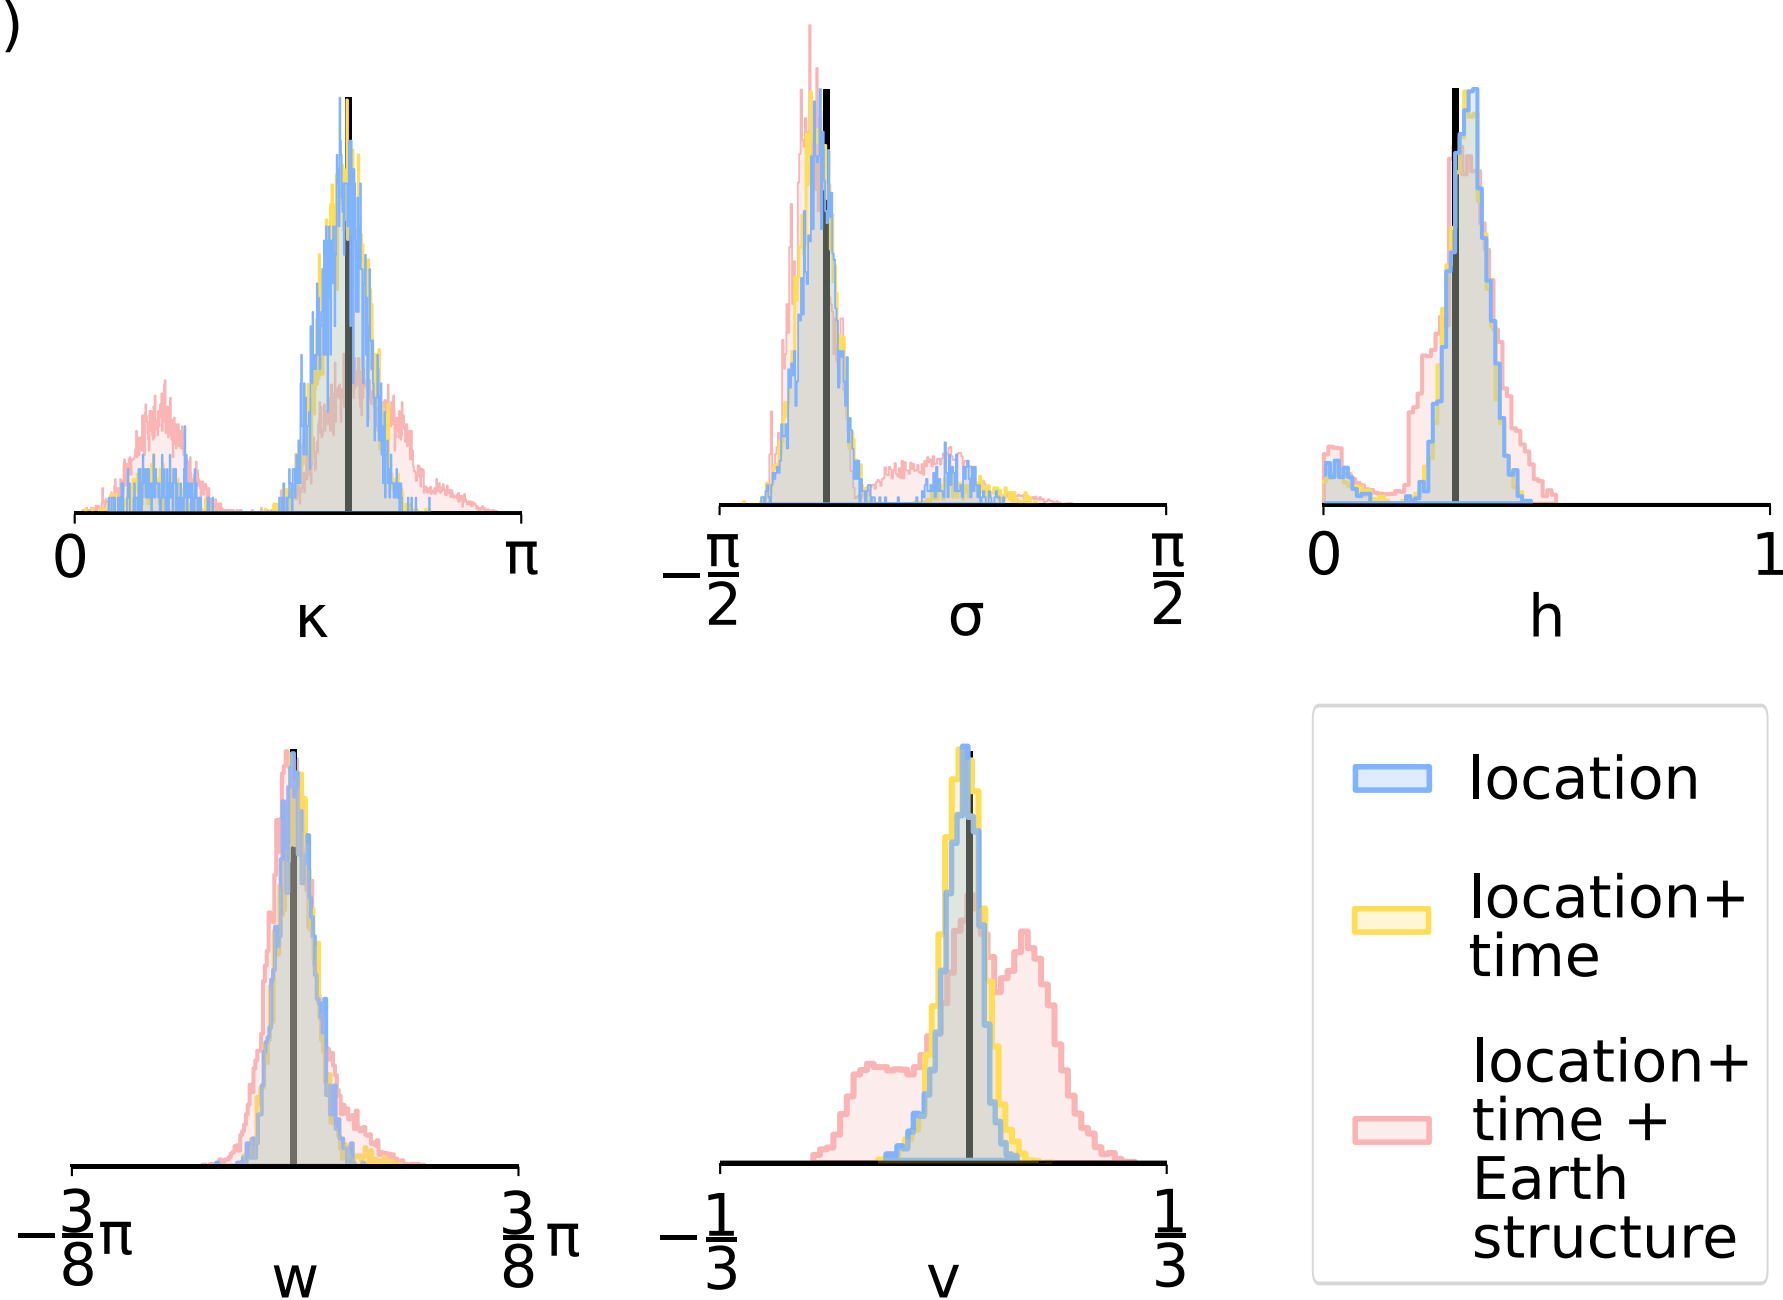 )
0 π
κ
−π/2 π/2
σ
0 1
h
−3/8π 3/8π
w
−1/3 1/3
v
location
location+
time
location+
time +
Earth
structure